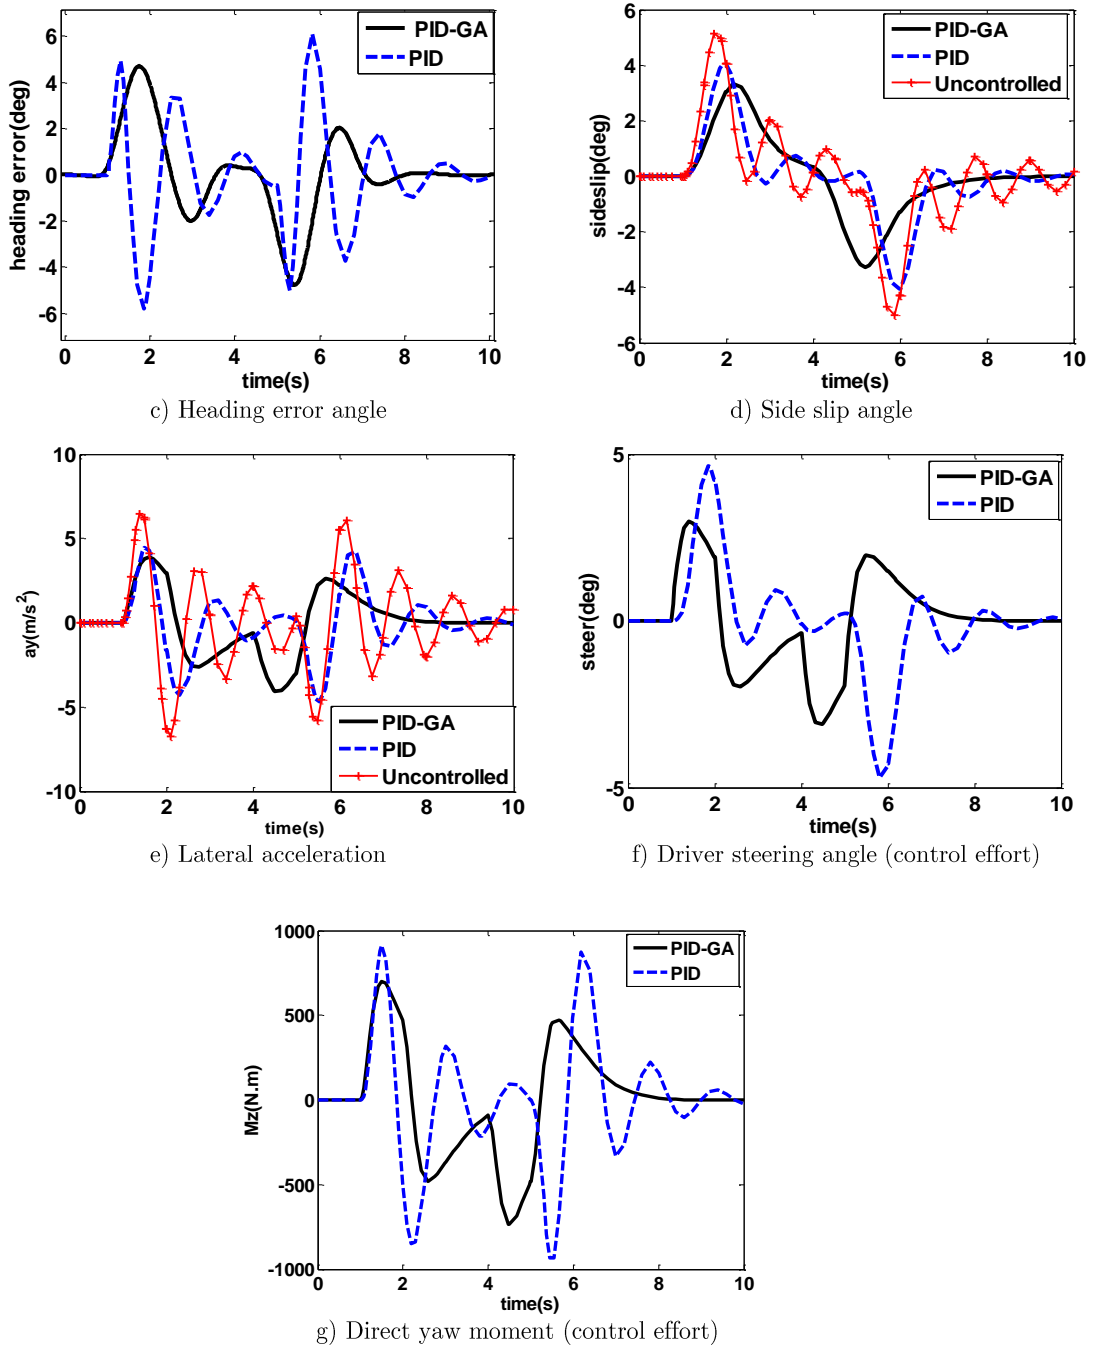 heading error(deg)
6
4
2
0
-2
-4
-6
PID-GA
PID
0 2 4 6 8 10
time(s)
c) Heading error angle
sideslip(deg)
6
4
2
0
-2
-4
-6
PID-GA
PID
Uncontrolled
0 2 4 6 8 10
time(s)
d) Side slip angle
ay(m/s²)
10
5
0
-5
-10
PID-GA
PID
Uncontrolled
0 2 4 6 8 10
time(s)
e) Lateral acceleration
steer(deg)
5
0
-5
PID-GA
PID
0 2 4 6 8 10
time(s)
f) Driver steering angle (control effort)
Mz(N.m)
1000
500
0
-500
-1000
PID-GA
PID
0 2 4 6 8 10
time(s)
g) Direct yaw moment (control effort)